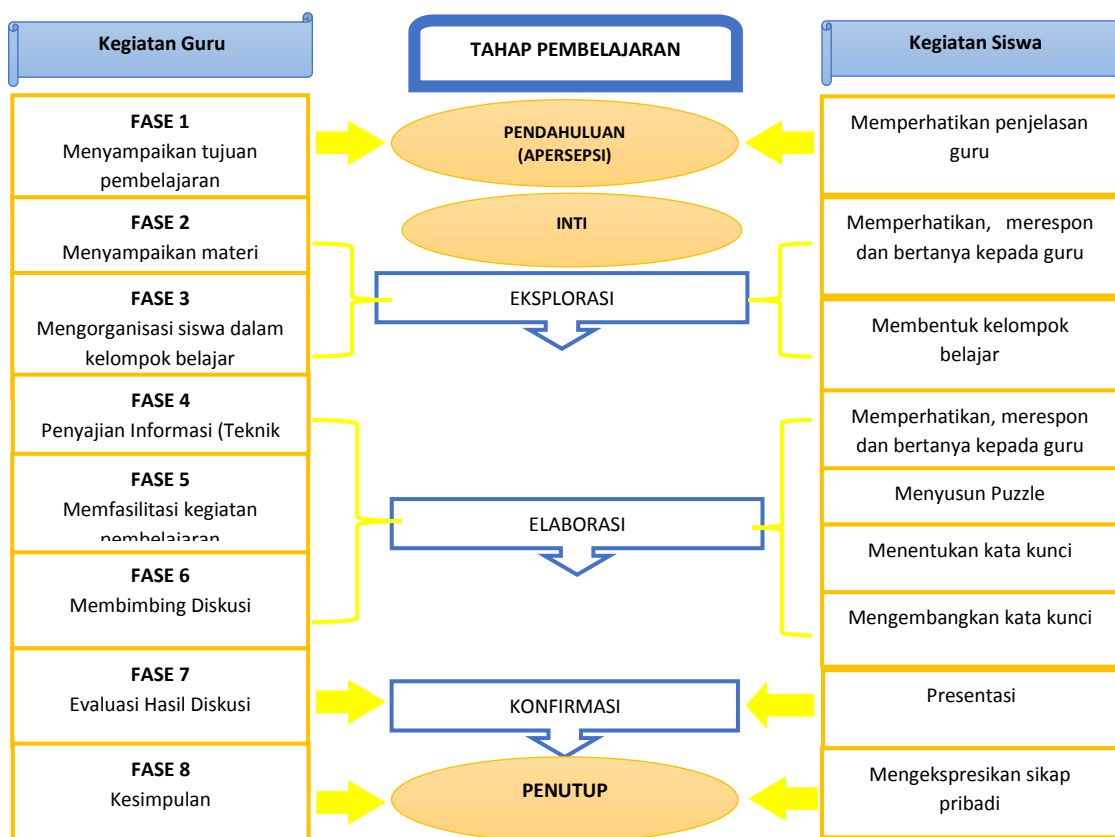 Kegiatan Guru
TAHAP PEMBELAJARAN
Kegiatan Siswa
FASE 1
Menyampaikan tujuan
pembelajaran
PENDAHULUAN
(APERSEPSI)
Memperhatikan penjelasan
guru
FASE 2
Menyampaikan materi
INTI
Memperhatikan, merespon
dan bertanya kepada guru
FASE 3
Mengorganisasi siswa dalam
kelompok belajar
EKSPLORASI
Membentuk kelompok
belajar
FASE 4
Penyajian Informasi (Teknik
Memperhatikan, merespon
dan bertanya kepada guru
FASE 5
Memfasilitasi kegiatan
pembelajaran
ELABORASI
Menyusun Puzzle
Menentukan kata kunci
FASE 6
Membimbing Diskusi
Mengembangkan kata kunci
FASE 7
Evaluasi Hasil Diskusi
KONFIRMASI
Presentasi
FASE 8
Kesimpulan
PENUTUP
Mengekspresikan sikap
pribadi